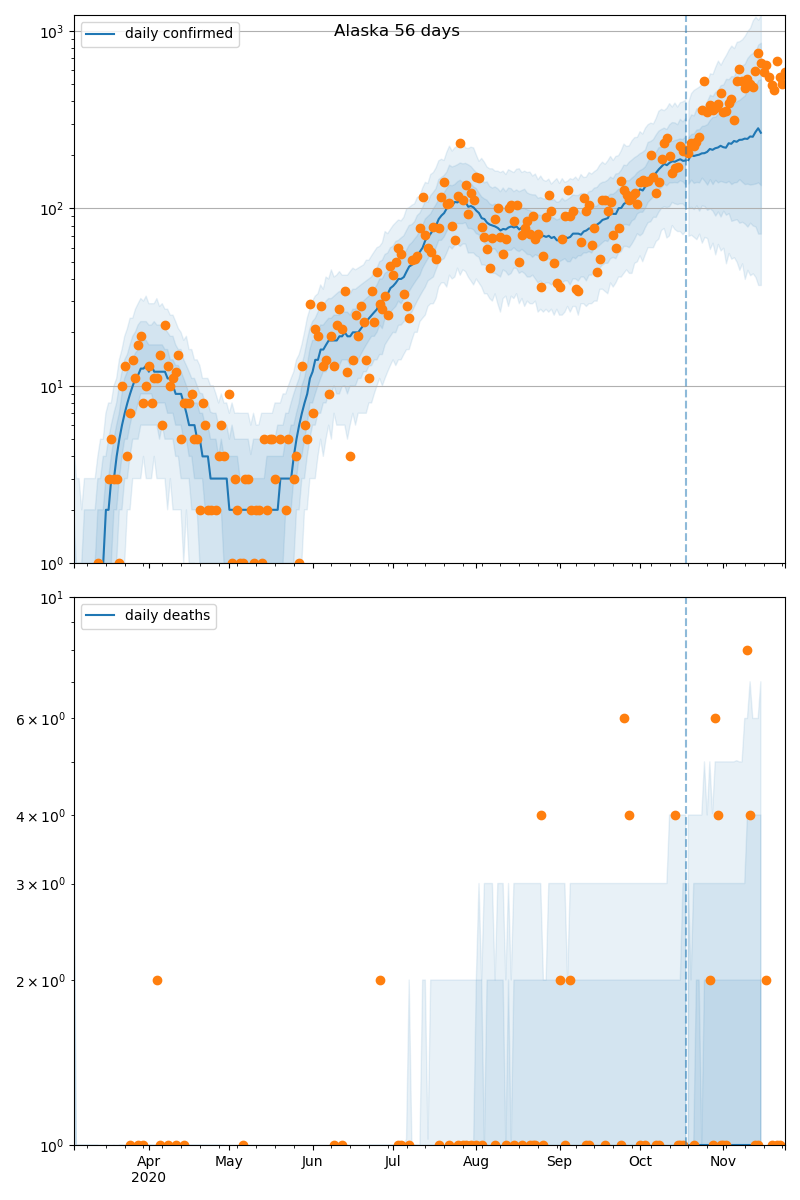 Alaska 56 days
daily confirmed
10³
10²
10¹
10⁰
daily deaths
10¹
6 × 10⁰
4 × 10⁰
3 × 10⁰
2 × 10⁰
10⁰
Apr May Jun Jul Aug Sep Oct Nov
2020